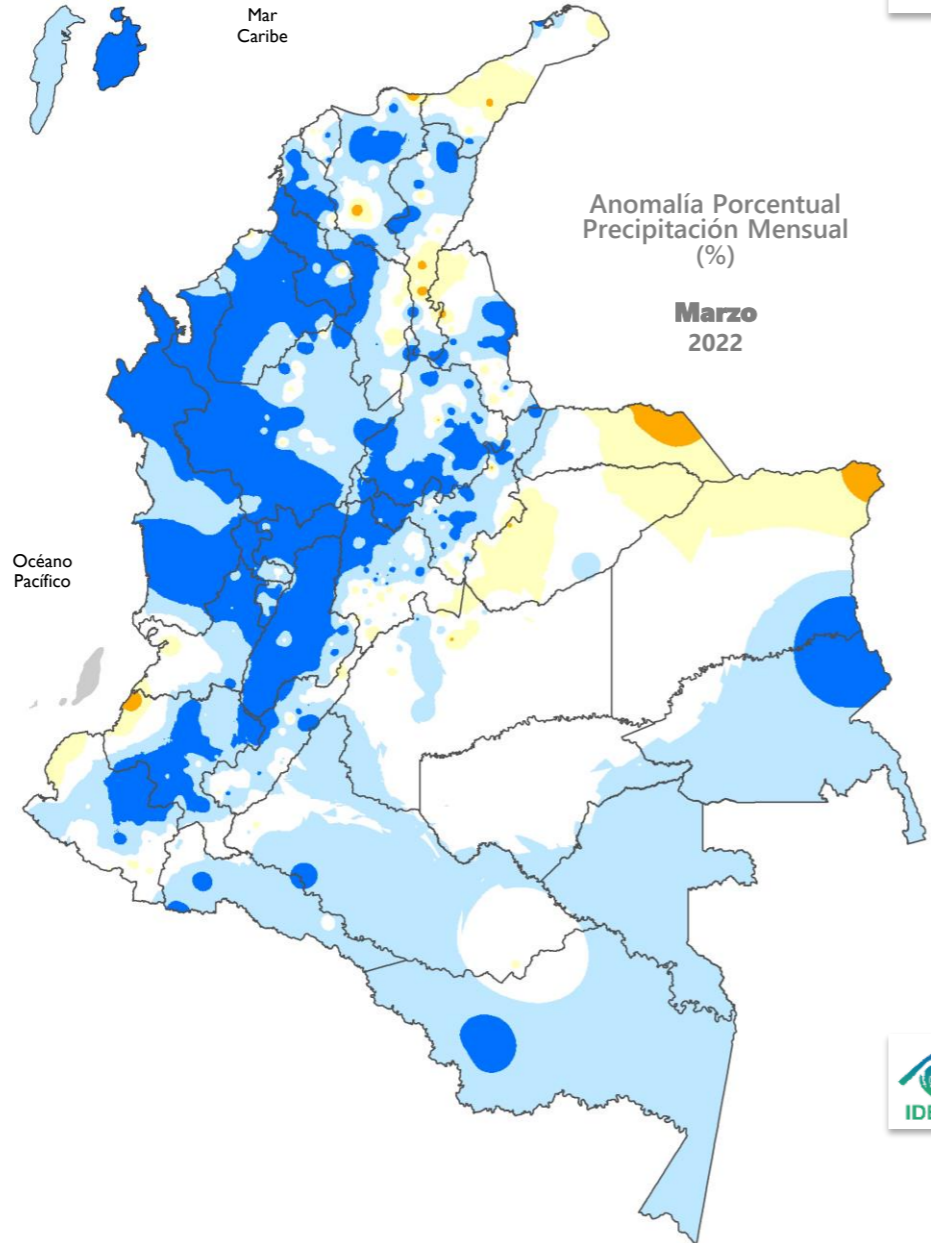 Mar
Caribe
Anomalía Porcentual
Precipitación Mensual
(%)
Marzo
2022
Océano
Pacífico